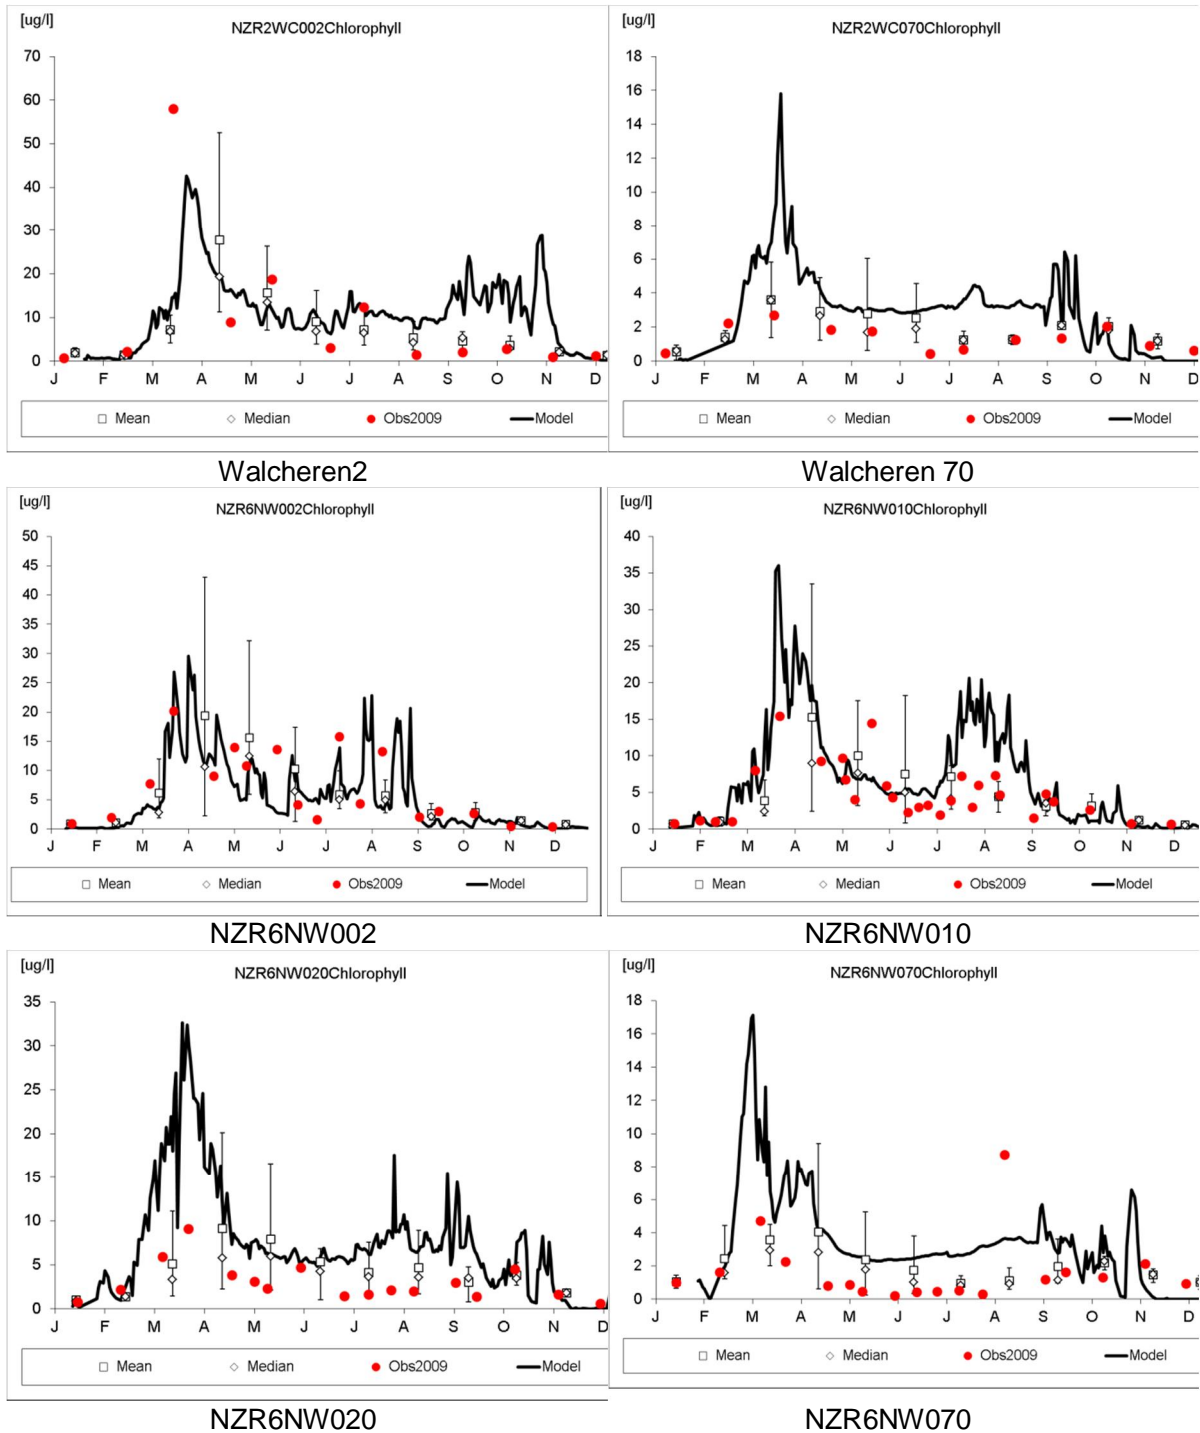 [ug/l]
NZR2WC002Chlorophyll
70
60
50
40
30
20
10
0
J F M A M J J A S O N D
Mean Median Obs2009 Model
Walcheren2
[ug/l]
NZR2WC070Chlorophyll
18
16
14
12
10
8
6
4
2
0
J F M A M J J A S O N D
Mean Median Obs2009 Model
Walcheren 70
[ug/l]
NZR6NW002Chlorophyll
50
45
40
35
30
25
20
15
10
5
0
J F M A M J J A S O N D
Mean Median Obs2009 Model
NZR6NW002
[ug/l]
NZR6NW010Chlorophyll
40
35
30
25
20
15
10
5
0
J F M A M J J A S O N D
Mean Median Obs2009 Model
NZR6NW010
[ug/l]
NZR6NW020Chlorophyll
35
30
25
20
15
10
5
0
J F M A M J J A S O N D
Mean Median Obs2009 Model
NZR6NW020
[ug/l]
NZR6NW070Chlorophyll
18
16
14
12
10
8
6
4
2
0
J F M A M J J A S O N D
Mean Median Obs2009 Model
NZR6NW070